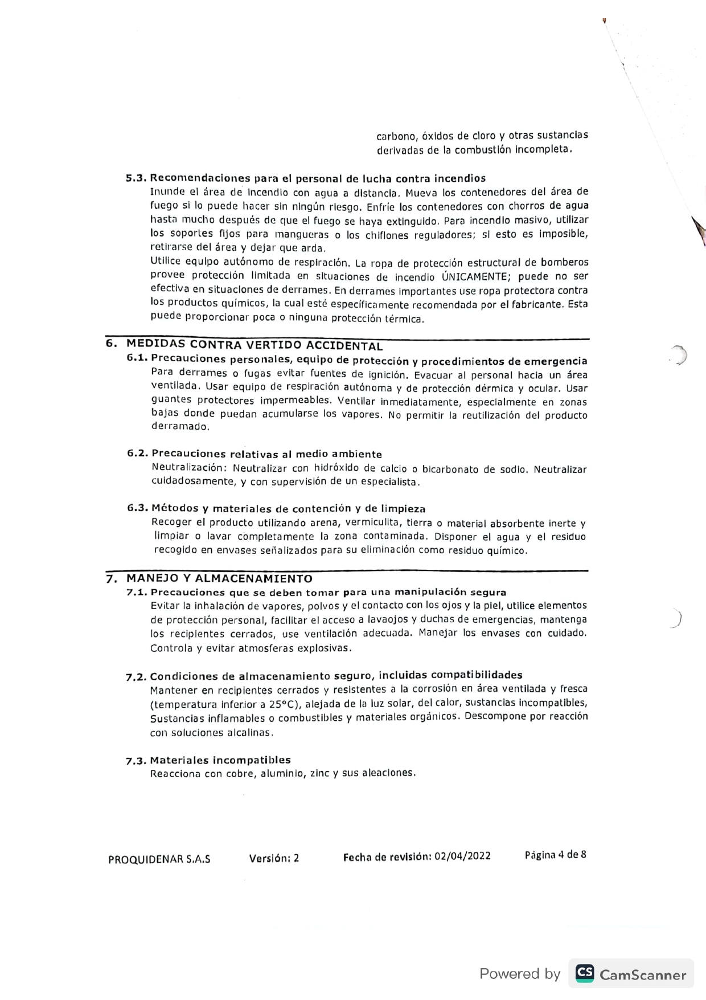 carbono, óxidos de cloro y otras sustancias
derivadas de la combustión incompleta.
5.3. Recomendaciones para el personal de lucha contra incendios
Inunde el área de incendio con agua a distancia. Mueva los contenedores del área de
fuego si lo puede hacer sin ningún riesgo. Enfríe los contenedores con chorros de agua
hasta mucho después de que el fuego se haya extinguido. Para incendio masivo, utilizar
los soportes fijos para mangueras o los chiflones reguladores; si esto es imposible,
retirarse del área y dejar que arda.
Utilice equipo autónomo de respiración. La ropa de protección estructural de bomberos
provee protección limitada en situaciones de incendio ÚNICAMENTE; puede no ser
efectiva en situaciones de derrames. En derrames importantes use ropa protectora contra
los productos químicos, la cual esté específicamente recomendada por el fabricante. Esta
puede proporcionar poca o ninguna protección térmica.
6. MEDIDAS CONTRA VERTIDO ACCIDENTAL
6.1. Precauciones personales, equipo de protección y procedimientos de emergencia
Para derrames o fugas evitar fuentes de ignición. Evacuar al personal hacia un área
ventilada. Usar equipo de respiración autónoma y de protección dérmica y ocular. Usar
guantes protectores impermeables. Ventilar inmediatamente, especialmente en zonas
bajas donde puedan acumularse los vapores. No permitir la reutilización del producto
derramado.
6.2. Precauciones relativas al medio ambiente
Neutralización: Neutralizar con hidróxido de calcio o bicarbonato de sodio. Neutralizar
cuidadosamente, y con supervisión de un especialista.
6.3. Métodos y materiales de contención y de limpieza
Recoger el producto utilizando arena, vermiculita, tierra o material absorbente inerte y
limpiar o lavar completamente la zona contaminada. Disponer el agua y el residuo
recogido en envases señalizados para su eliminación como residuo químico.
7. MANEJO Y ALMACENAMIENTO
7.1. Precauciones que se deben tomar para una manipulación segura
Evitar la inhalación de vapores, polvos y el contacto con los ojos y la piel, utilice elementos
de protección personal, facilitar el acceso a lavaojos y duchas de emergencias, mantenga
los recipientes cerrados, use ventilación adecuada. Manejar los envases con cuidado.
Controla y evitar atmosferas explosivas.
7.2. Condiciones de almacenamiento seguro, incluidas compatibilidades
Mantener en recipientes cerrados y resistentes a la corrosión en área ventilada y fresca
(temperatura inferior a 25°C), alejada de la luz solar, del calor, sustancias incompatibles,
Sustancias inflamables o combustibles y materiales orgánicos. Descompone por reacción
con soluciones alcalinas.
7.3. Materiales incompatibles
Reacciona con cobre, aluminio, zinc y sus aleaciones.
PROQUIDENAR S.A.S Versión: 2 Fecha de revisión: 02/04/2022 Página 4 de 8
Powered by CS CamScanner